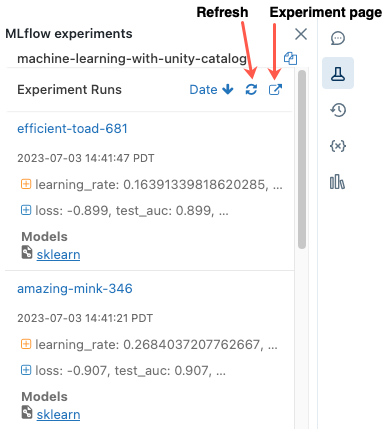 Refresh Experiment page
MLflow experiments
machine-learning-with-unity-catalog
Experiment Runs Date
efficient-toad-681
2023-07-03 14:41:47 PDT
learning_rate: 0.16391339818620285, ...
loss: -0.899, test_auc: 0.899, ...
Models
sklearn
amazing-mink-346
2023-07-03 14:41:21 PDT
learning_rate: 0.2684037207762667, ...
loss: -0.907, test_auc: 0.907, ...
Models
sklearn